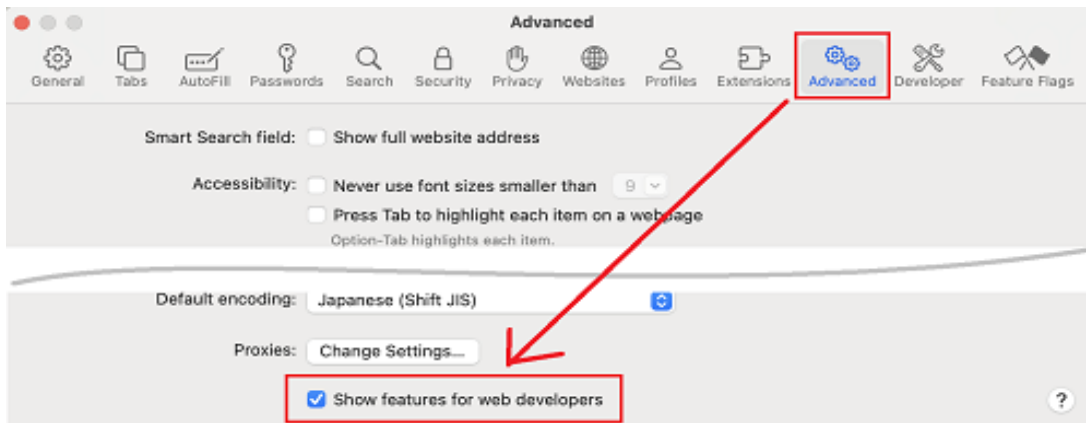 Advanced
General Tabs AutoFill Passwords Search Security Privacy Websites Profiles Extensions Advanced Developer Feature Flags
Smart Search field: Show full website address
Accessibility: Never use font sizes smaller than 9
Press Tab to highlight each item on a webpage
Option-Tab highlights each item.
Default encoding: Japanese (Shift JIS)
Proxies: Change Settings...
Show features for web developers
?